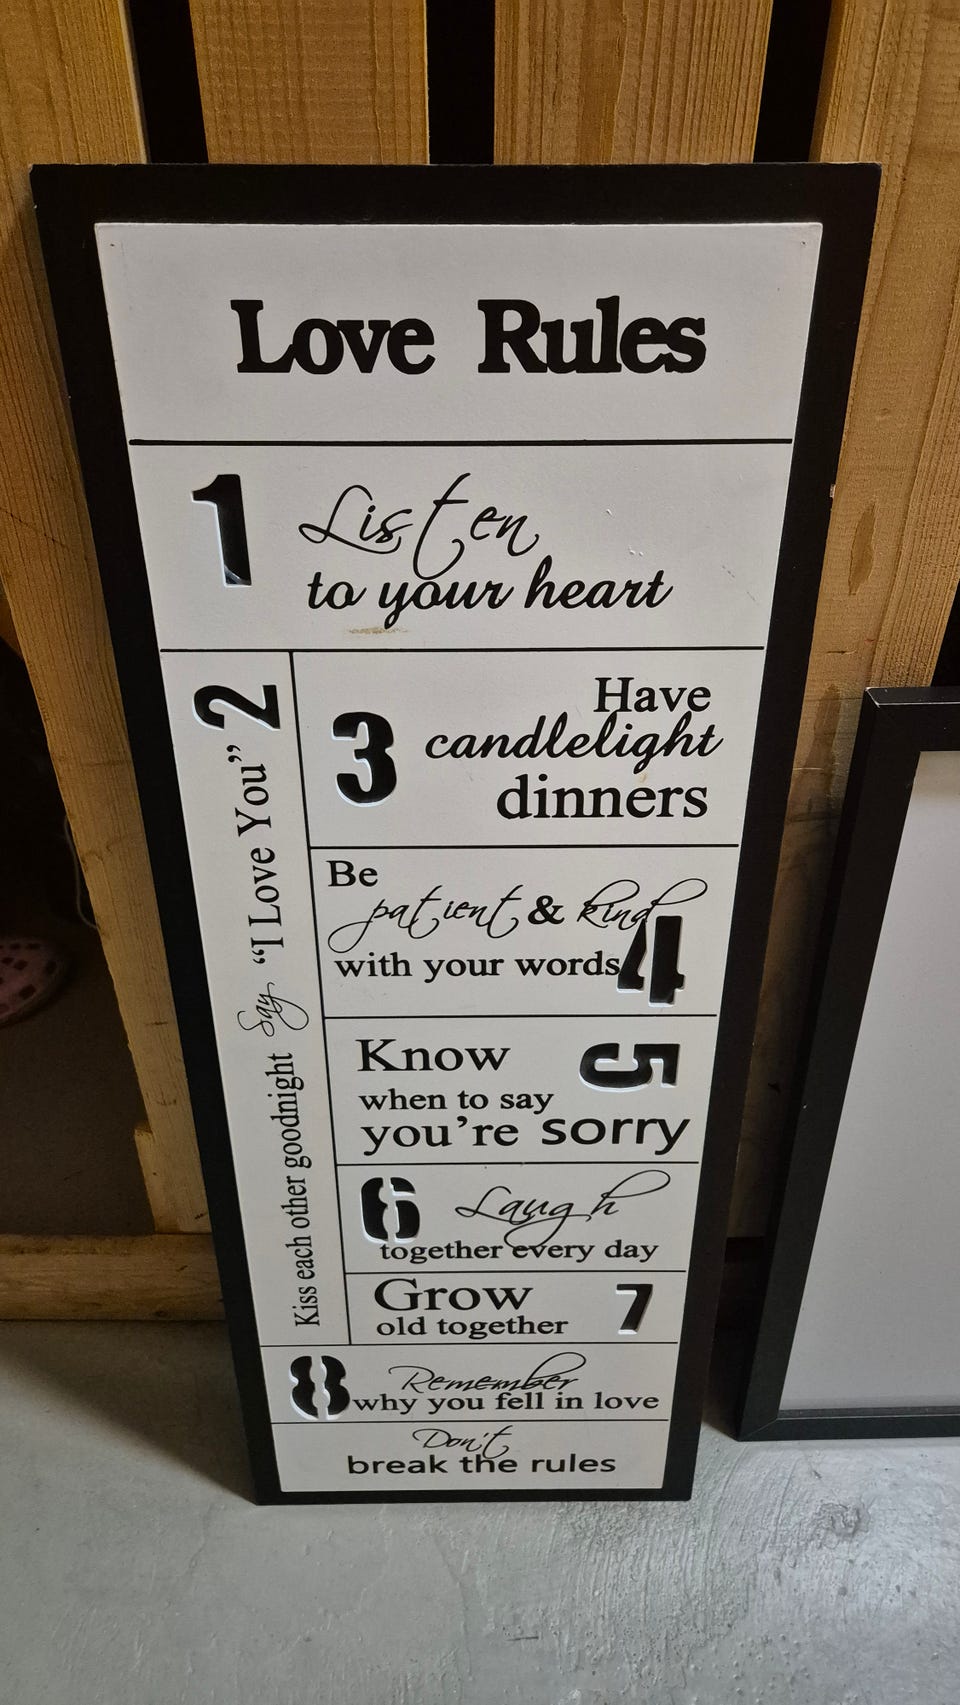 Love Rules
1
Listen
to your heart
2
Kiss each other goodnight Say "I Love You"
3
Have
candlelight
dinners
Be
patient & kind
with your words
4
Know
when to say
you're sorry
5
6
Laugh
together every day
Grow
old together
7
8
Remember
why you fell in love
Don't
break the rules